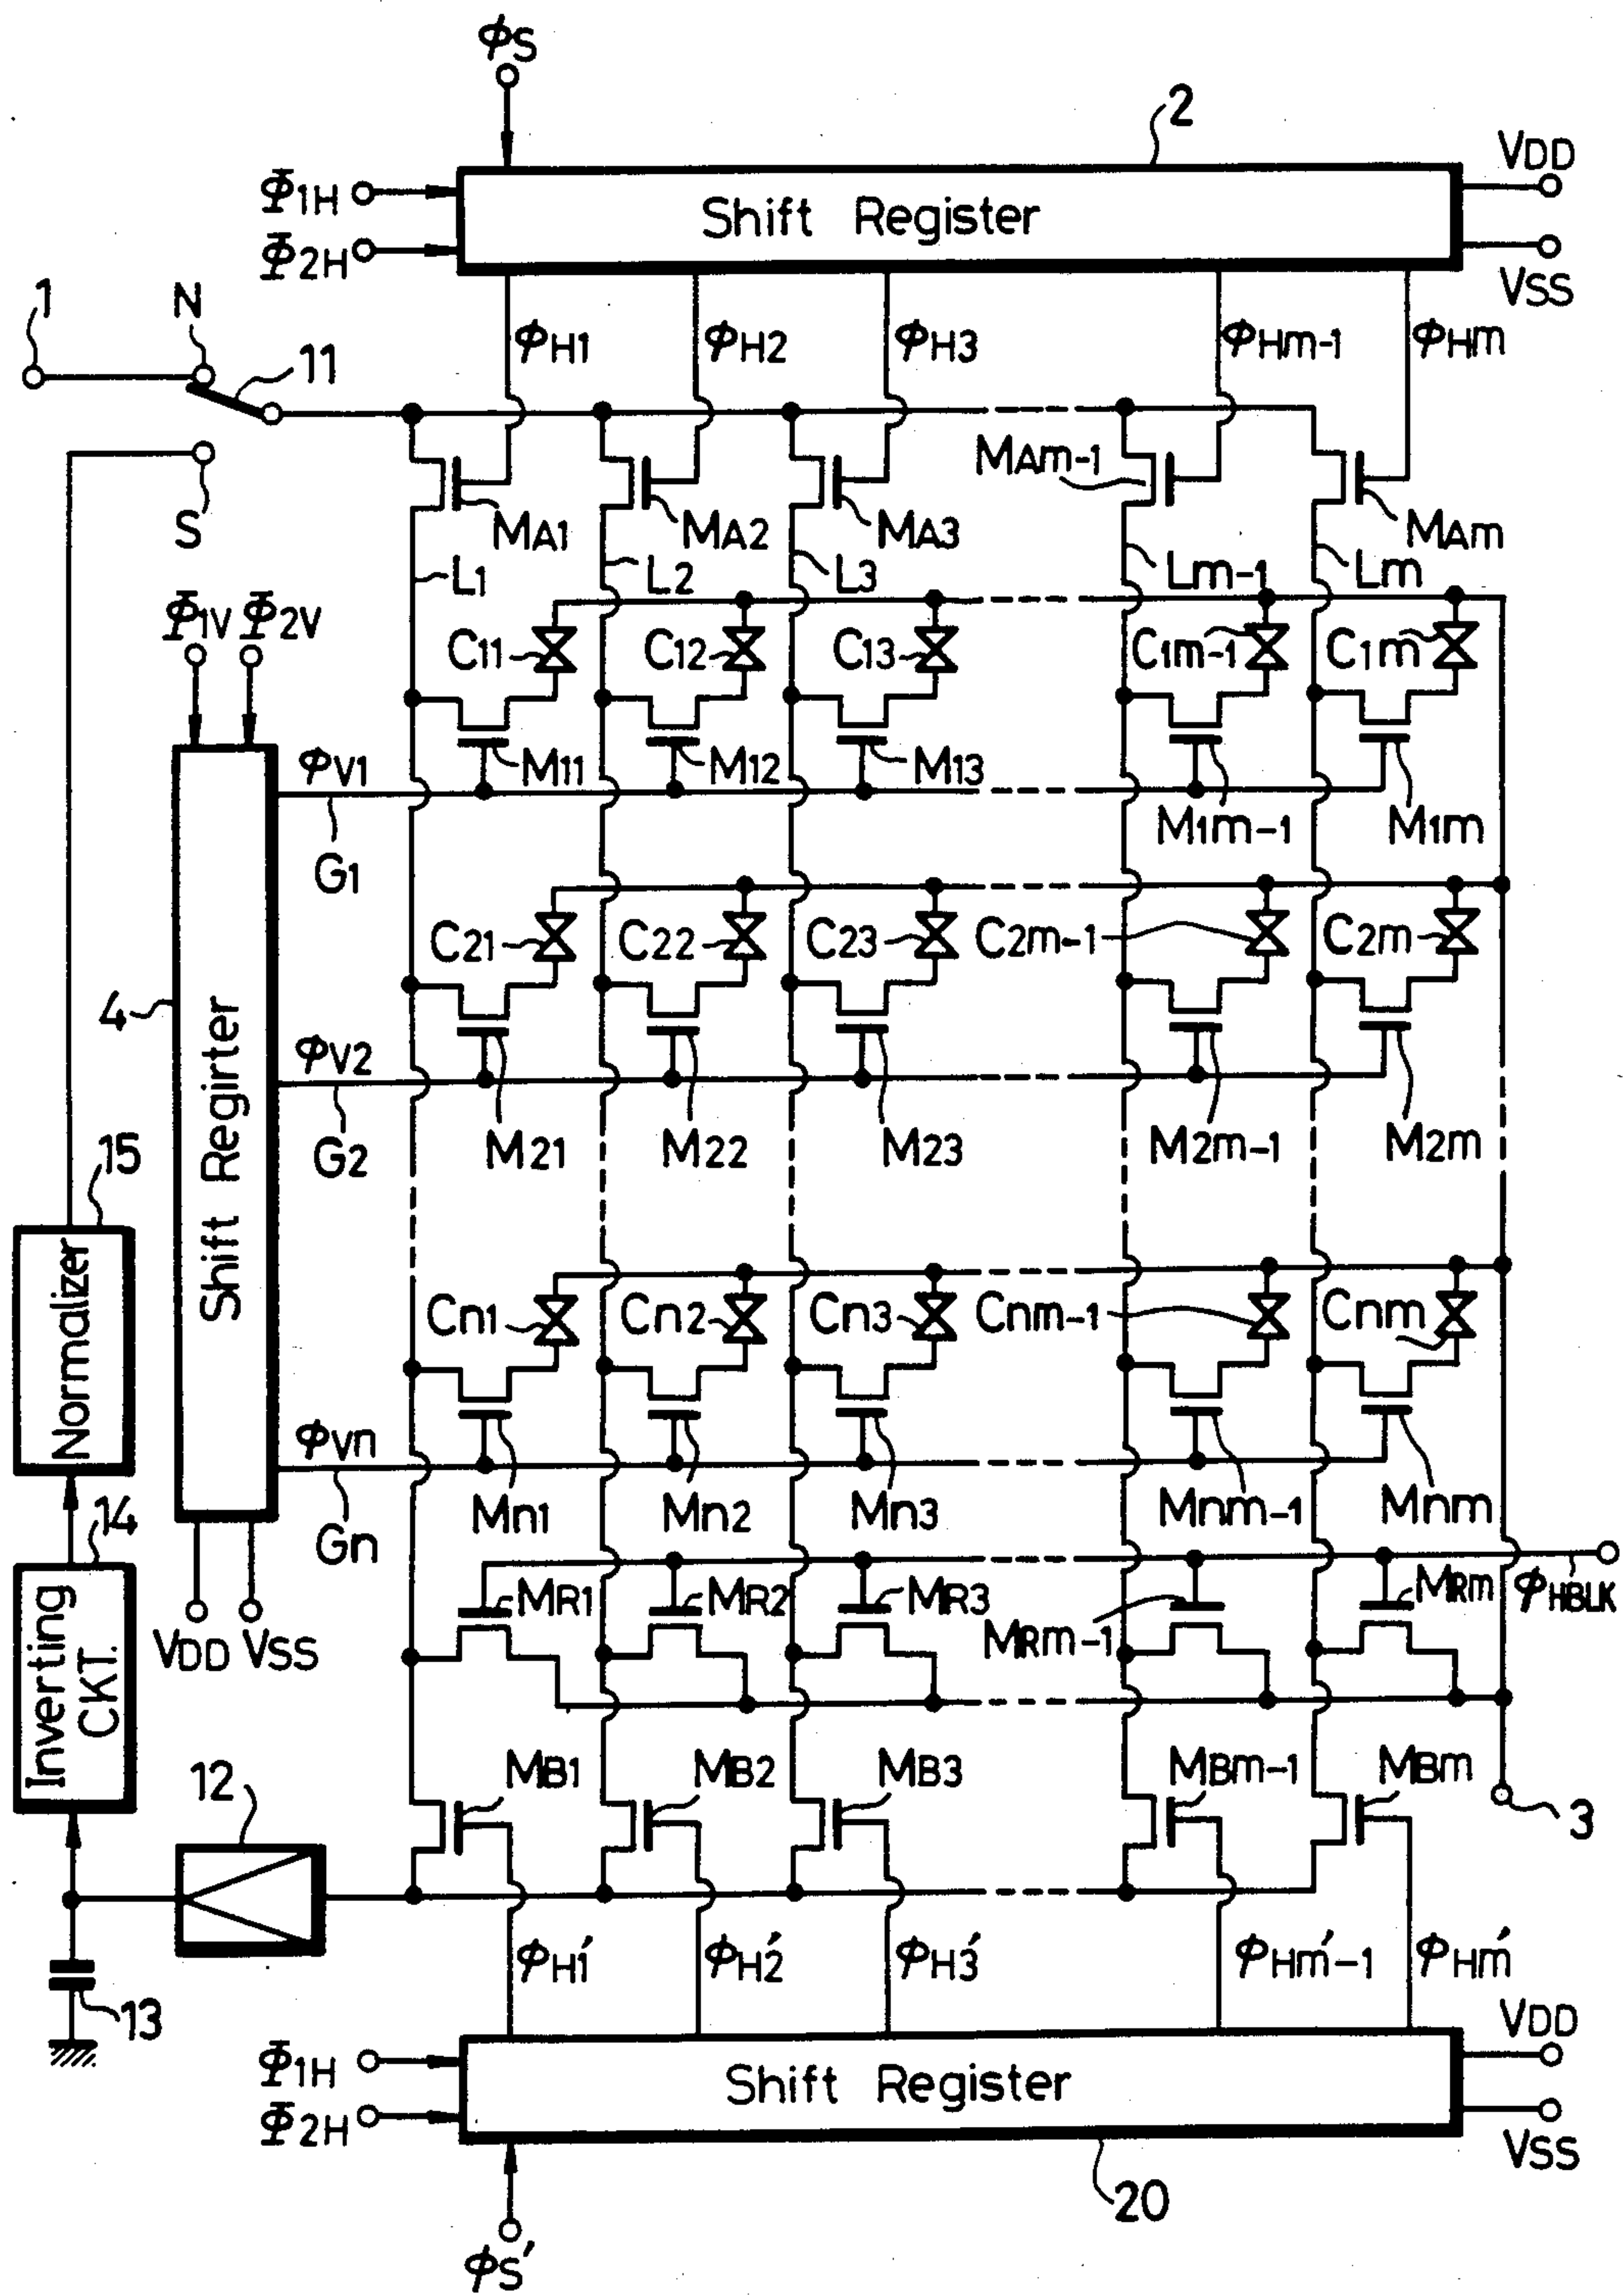 ϕS
2
VDD
Φ1H
Shift Register
Φ2H
VSS
1
N
11
ϕH1
ϕH2
ϕH3
ϕHm-1
ϕHm
S
MA1
MA2
MA3
MAm-1
MAm
L1
L2
L3
Lm-1
Lm
Φ1V
Φ2V
C11
C12
C13
C1m-1
C1m
ϕV1
M11
M12
M13
M1m-1
M1m
G1
C21
C22
C23
C2m-1
C2m
4
Shift Regirter
ϕV2
G2
M21
M22
M23
M2m-1
M2m
15
Normalizer
Cn1
Cn2
Cn3
Cnm-1
Cnm
ϕVn
Gn
Mn1
Mn2
Mn3
Mnm-1
Mnm
14
Inverting
CKT.
VDD
VSS
MR1
MR2
MR3
MRm-1
MRm
ϕHBLK
12
MB1
MB2
MB3
MBm-1
MBm
3
13
ϕH1'
ϕH2'
ϕH3'
ϕHm'-1
ϕHm'
VDD
Φ1H
Shift Register
Φ2H
VSS
20
ϕS'